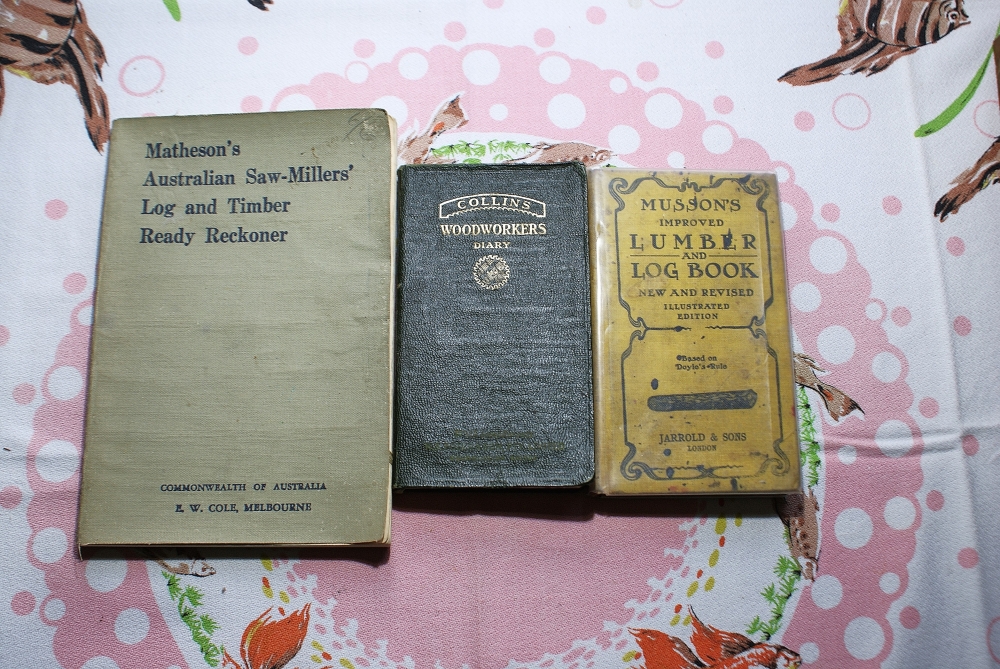 Matheson's
Australian Saw-Millers'
Log and Timber
Ready Reckoner
COMMONWEALTH OF AUSTRALIA
E. W. COLE, MELBOURNE
COLLINS
WOODWORKERS
DIARY
MUSSON'S
IMPROVED
LUMBER
AND
LOG BOOK
NEW AND REVISED
ILLUSTRATED
EDITION
Based on
Doyle's Rule
JARROLD & SONS
LONDON